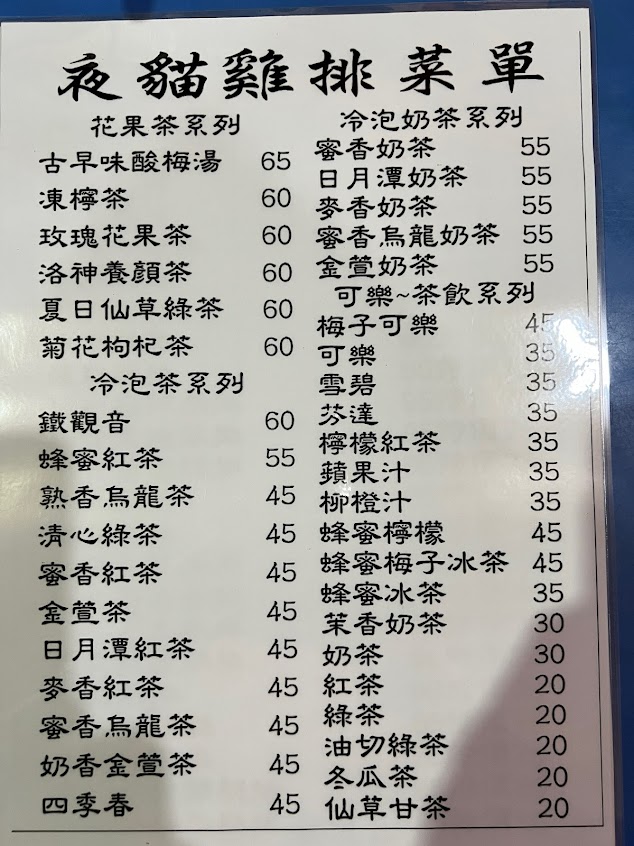 夜貓雞排菜單
花果茶系列
古早味酸梅湯 65
凍檸茶 60
玫瑰花果茶 60
洛神養顏茶 60
夏日仙草綠茶 60
菊花枸杞茶 60
冷泡茶系列
鐵觀音 60
蜂蜜紅茶 55
熟香烏龍茶 45
清心綠茶 45
蜜香紅茶 45
金萱茶 45
日月潭紅茶 45
麥香紅茶 45
蜜香烏龍茶 45
奶香金萱茶 45
四季春 45
冷泡奶茶系列
蜜香奶茶 55
日月潭奶茶 55
麥香奶茶 55
蜜香烏龍奶茶 55
金萱奶茶 55
可樂~茶飲系列
梅子可樂 45
可樂 35
雪碧 35
芬達 35
檸檬紅茶 35
蘋果汁 35
柳橙汁 35
蜂蜜檸檬 45
蜂蜜梅子冰茶 45
蜂蜜冰茶 35
茉香奶茶 30
奶茶 30
紅茶 20
綠茶 20
油切綠茶 20
冬瓜茶 20
仙草甘茶 20